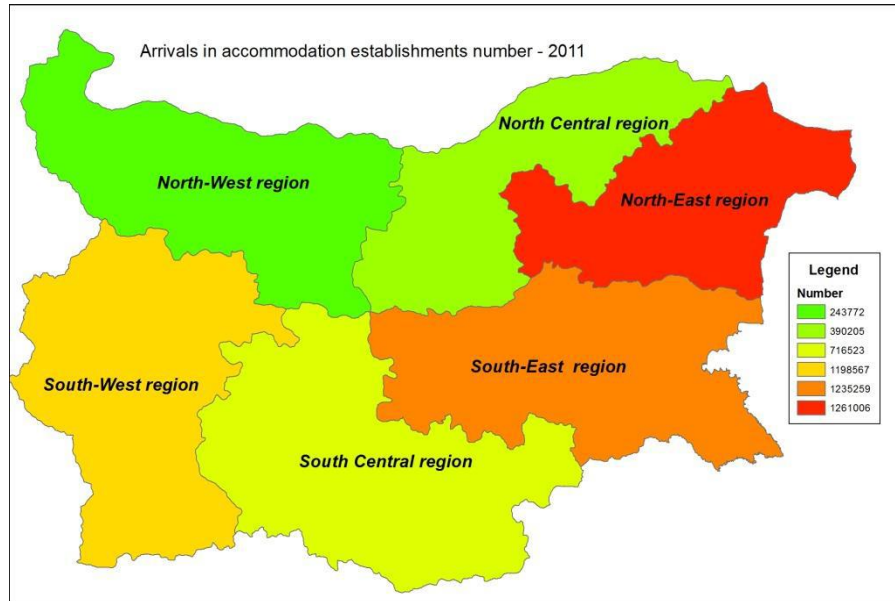 Arrivals in accommodation establishments number - 2011
North Central region
North-West region
North-East region
South-West region
South-East region
South Central region
Legend
Number
243772
390205
716523
1198567
1235259
1261006